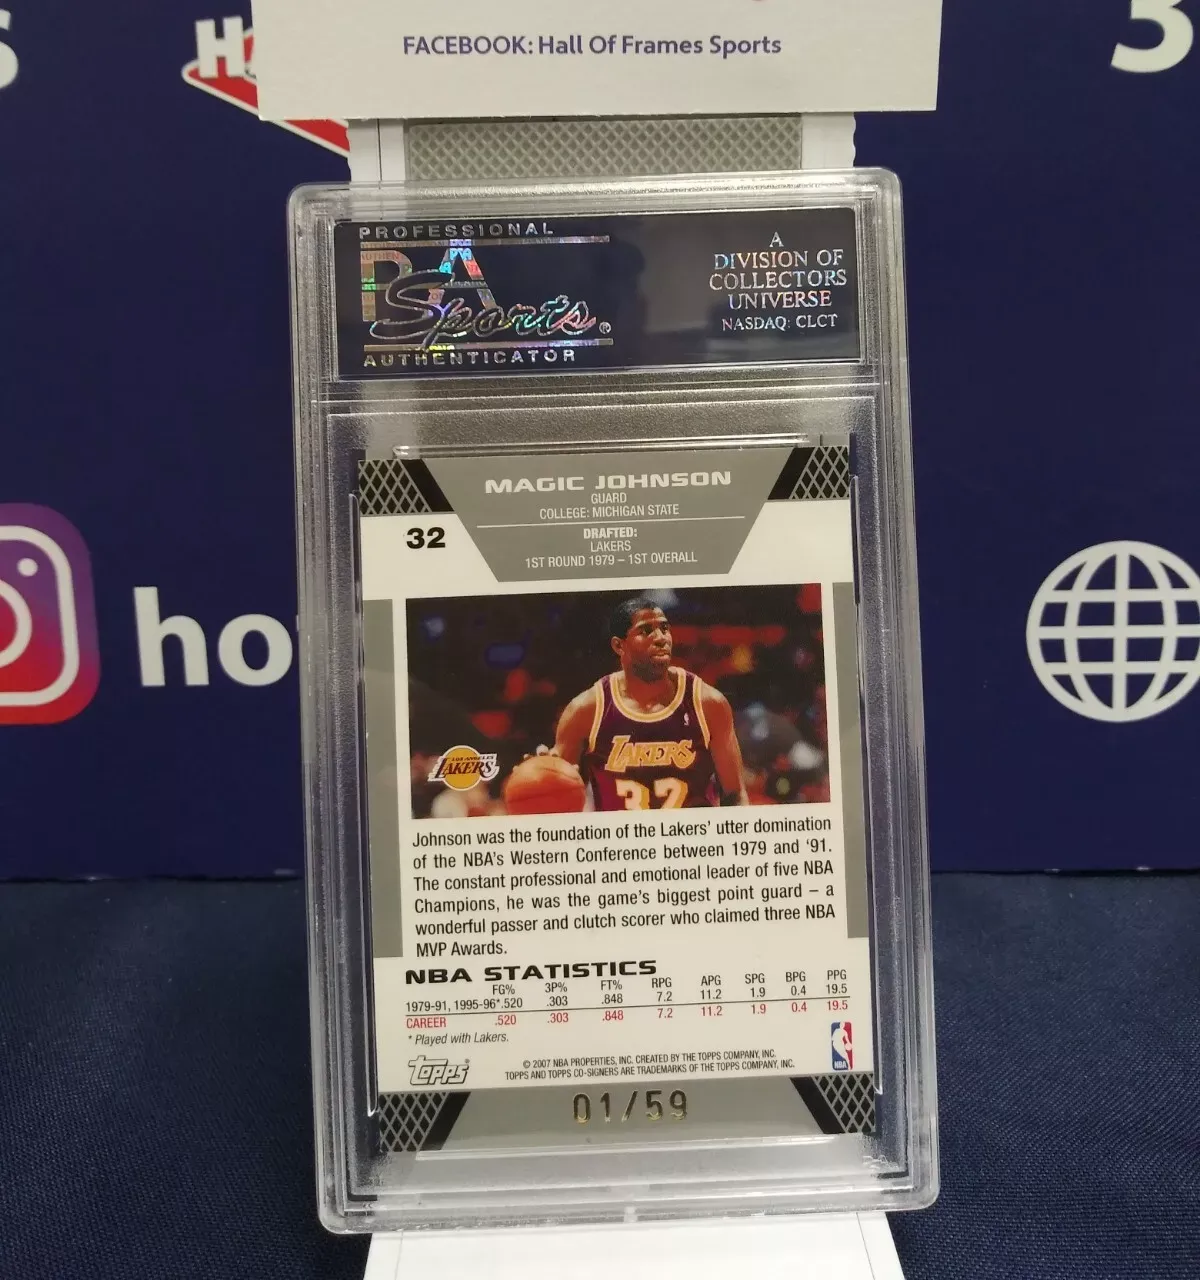 FACEBOOK: Hall Of Frames Sports
3
ho
PROFESSIONAL
PSA
Sports®
AUTHENTICATOR
A
DIVISION OF
COLLECTORS
UNIVERSE
NASDAQ: CLCT
MAGIC JOHNSON
GUARD
COLLEGE: MICHIGAN STATE
DRAFTED:
LAKERS
1ST ROUND 1979 – 1ST OVERALL
32
LOS ANGELES
LAKERS
LAKERS
32
Johnson was the foundation of the Lakers' utter domination
of the NBA's Western Conference between 1979 and '91.
The constant professional and emotional leader of five NBA
Champions, he was the game's biggest point guard – a
wonderful passer and clutch scorer who claimed three NBA
MVP Awards.
NBA STATISTICS
FG% 3P% FT% RPG APG SPG BPG PPG
1979-91, 1995-96* .520 .303 .848 7.2 11.2 1.9 0.4 19.5
CAREER .520 .303 .848 7.2 11.2 1.9 0.4 19.5
* Played with Lakers.
Topps®
© 2007 NBA PROPERTIES, INC. CREATED BY THE TOPPS COMPANY, INC.
TOPPS AND TOPPS CO-SIGNERS ARE TRADEMARKS OF THE TOPPS COMPANY, INC.
NBA
01/59